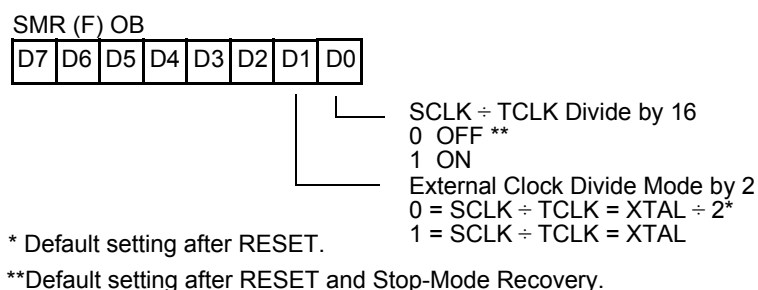 SMR (F) OB
D7 D6 D5 D4 D3 D2 D1 D0
SCLK ÷ TCLK Divide by 16
0 OFF **
1 ON
External Clock Divide Mode by 2
0 = SCLK ÷ TCLK = XTAL ÷ 2*
1 = SCLK ÷ TCLK = XTAL
* Default setting after RESET.
**Default setting after RESET and Stop-Mode Recovery.